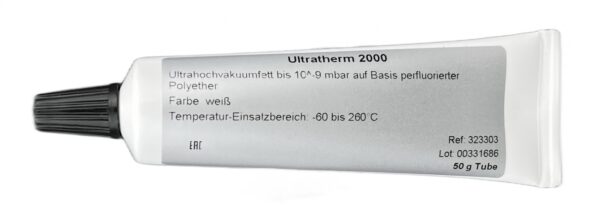 Ultratherm 2000
Ultrahochvakuumfett bis 10^-9 mbar auf Basis perfluorierter
Polyether
Farbe: weiß
Temperatur-Einsatzbereich: -60 bis 260°C
Ref: 323303
EAC
Lot: 00331686
50 g Tube